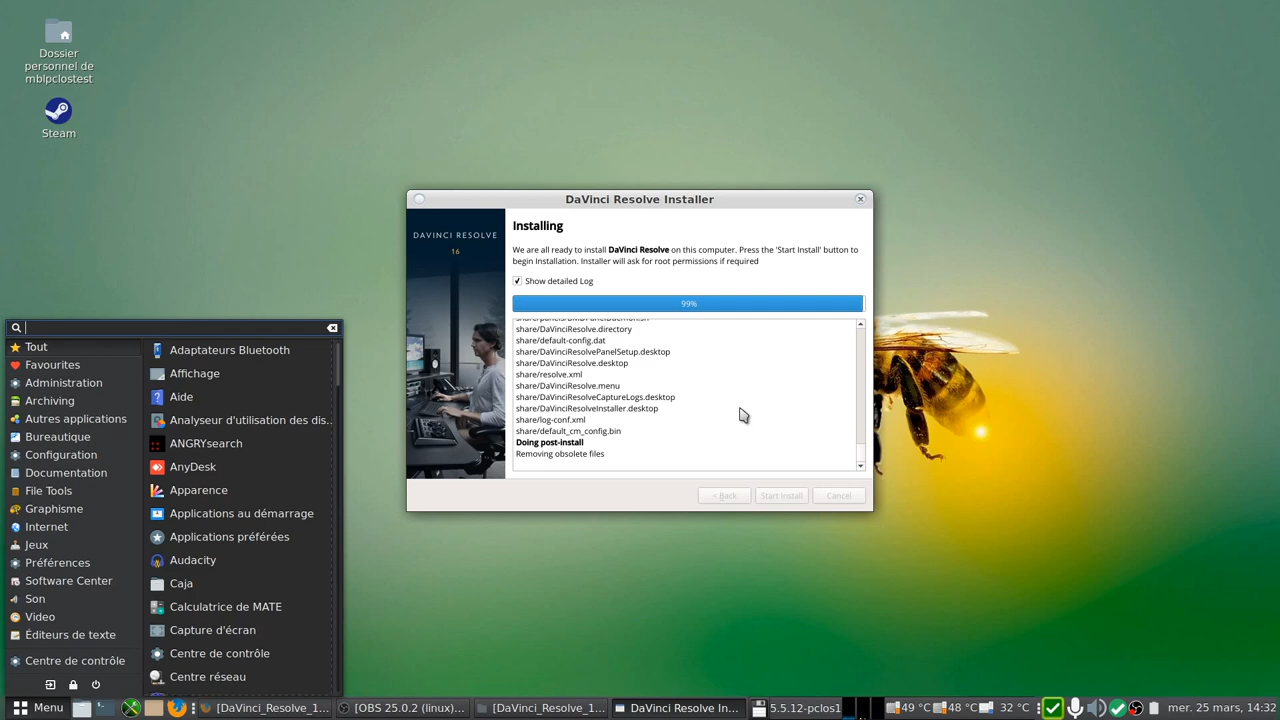 Dossier
personnel de
mblpclostest
Steam
DaVinci Resolve Installer
DAVINCI RESOLVE
16
Installing
We are all ready to install DaVinci Resolve on this computer. Press the 'Start Install' button to
begin Installation. Installer will ask for root permissions if required
Show detailed Log
99%
share/DaVinciResolve.directory
share/default-config.dat
share/DaVinciResolvePanelSetup.desktop
share/DaVinciResolve.desktop
share/resolve.xml
share/DaVinciResolve.menu
share/DaVinciResolveCaptureLogs.desktop
share/DaVinciResolveInstaller.desktop
share/log-conf.xml
share/default_cm_config.bin
Doing post-install
Removing obsolete files
< Back
Start Install
Cancel
Tout
Favourites
Administration
Archiving
Autres applications
Bureautique
Configuration
Documentation
File Tools
Graphisme
Internet
Jeux
Préférences
Software Center
Son
Video
Éditeurs de texte
Centre de contrôle
Adaptateurs Bluetooth
Affichage
Aide
Analyseur d'utilisation des dis...
ANGRYsearch
AnyDesk
Apparence
Applications au démarrage
Applications préférées
Audacity
Caja
Calculatrice de MATE
Capture d'écran
Centre de contrôle
Centre réseau
Menu
[DaVinci_Resolve_1...
[OBS 25.0.2 (linux)...
[DaVinci_Resolve_1...
DaVinci Resolve In...
5.5.12-pclos1
49 °C
48 °C
32 °C
mer. 25 mars, 14:32